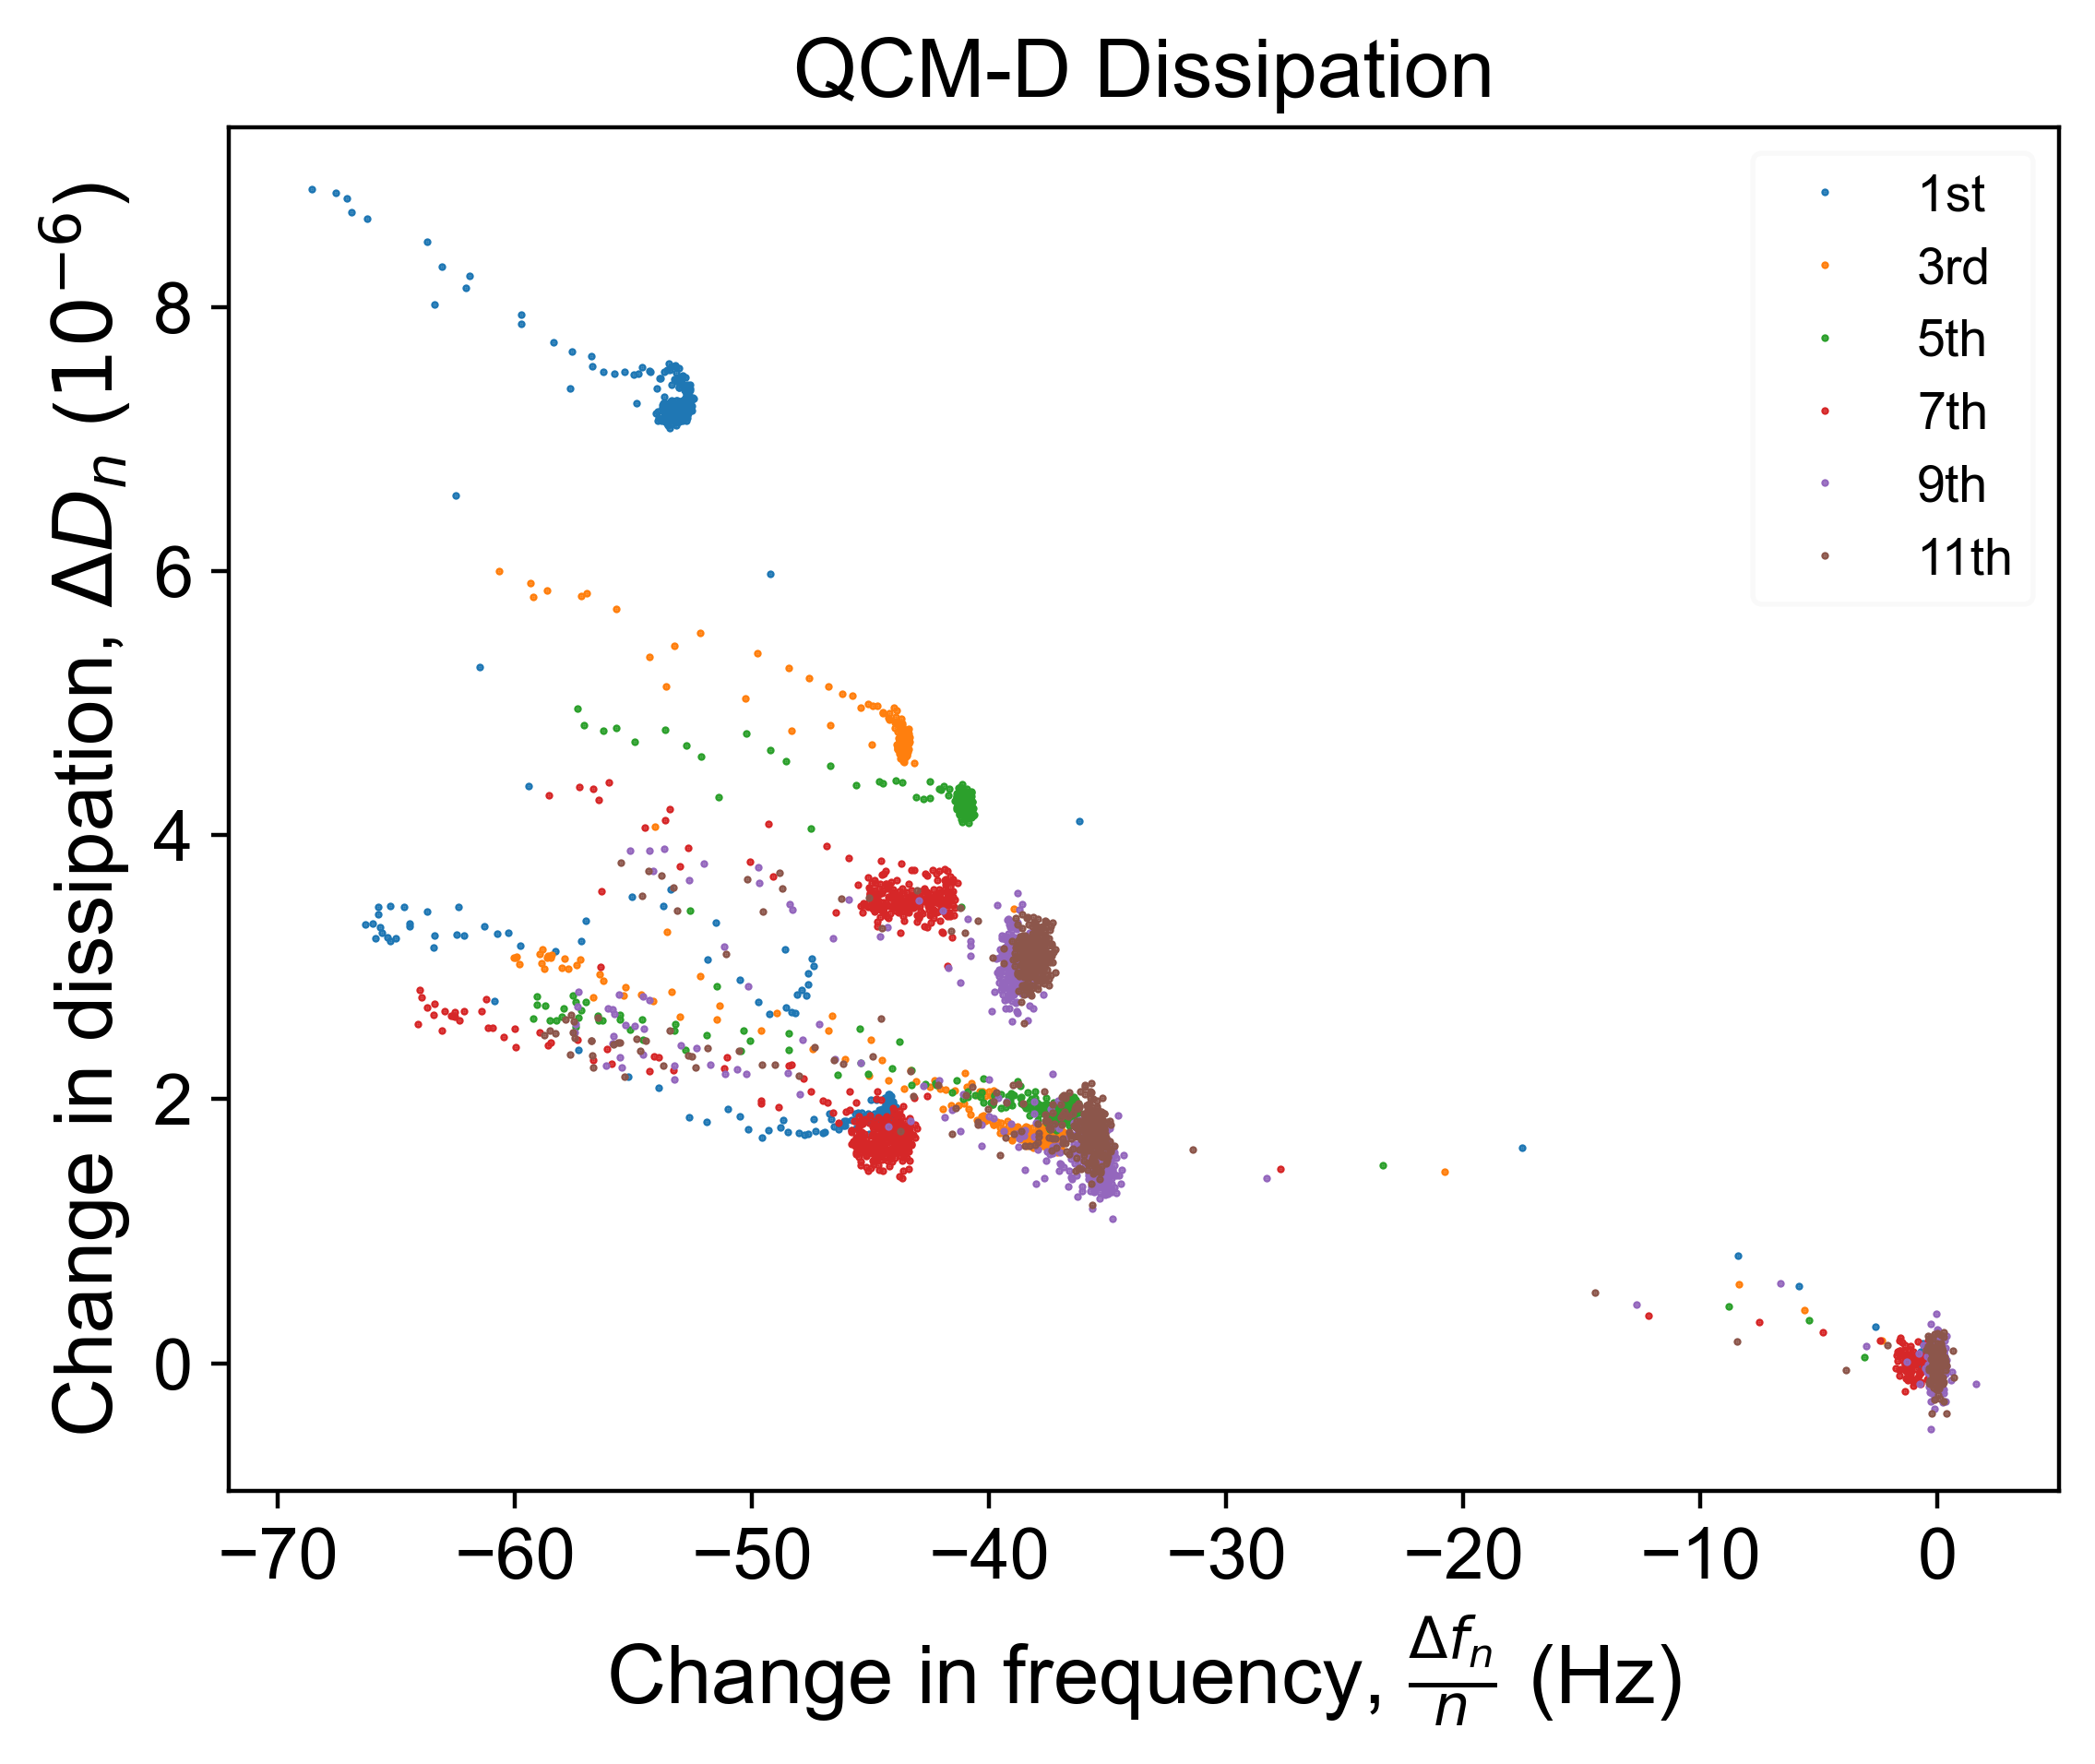 QCM-D Dissipation
Change in dissipation, ΔDₙ (10⁻⁶)
8
6
4
2
0
1st
3rd
5th
7th
9th
11th
−70 −60 −50 −40 −30 −20 −10 0
Change in frequency, Δfₙ/n (Hz)